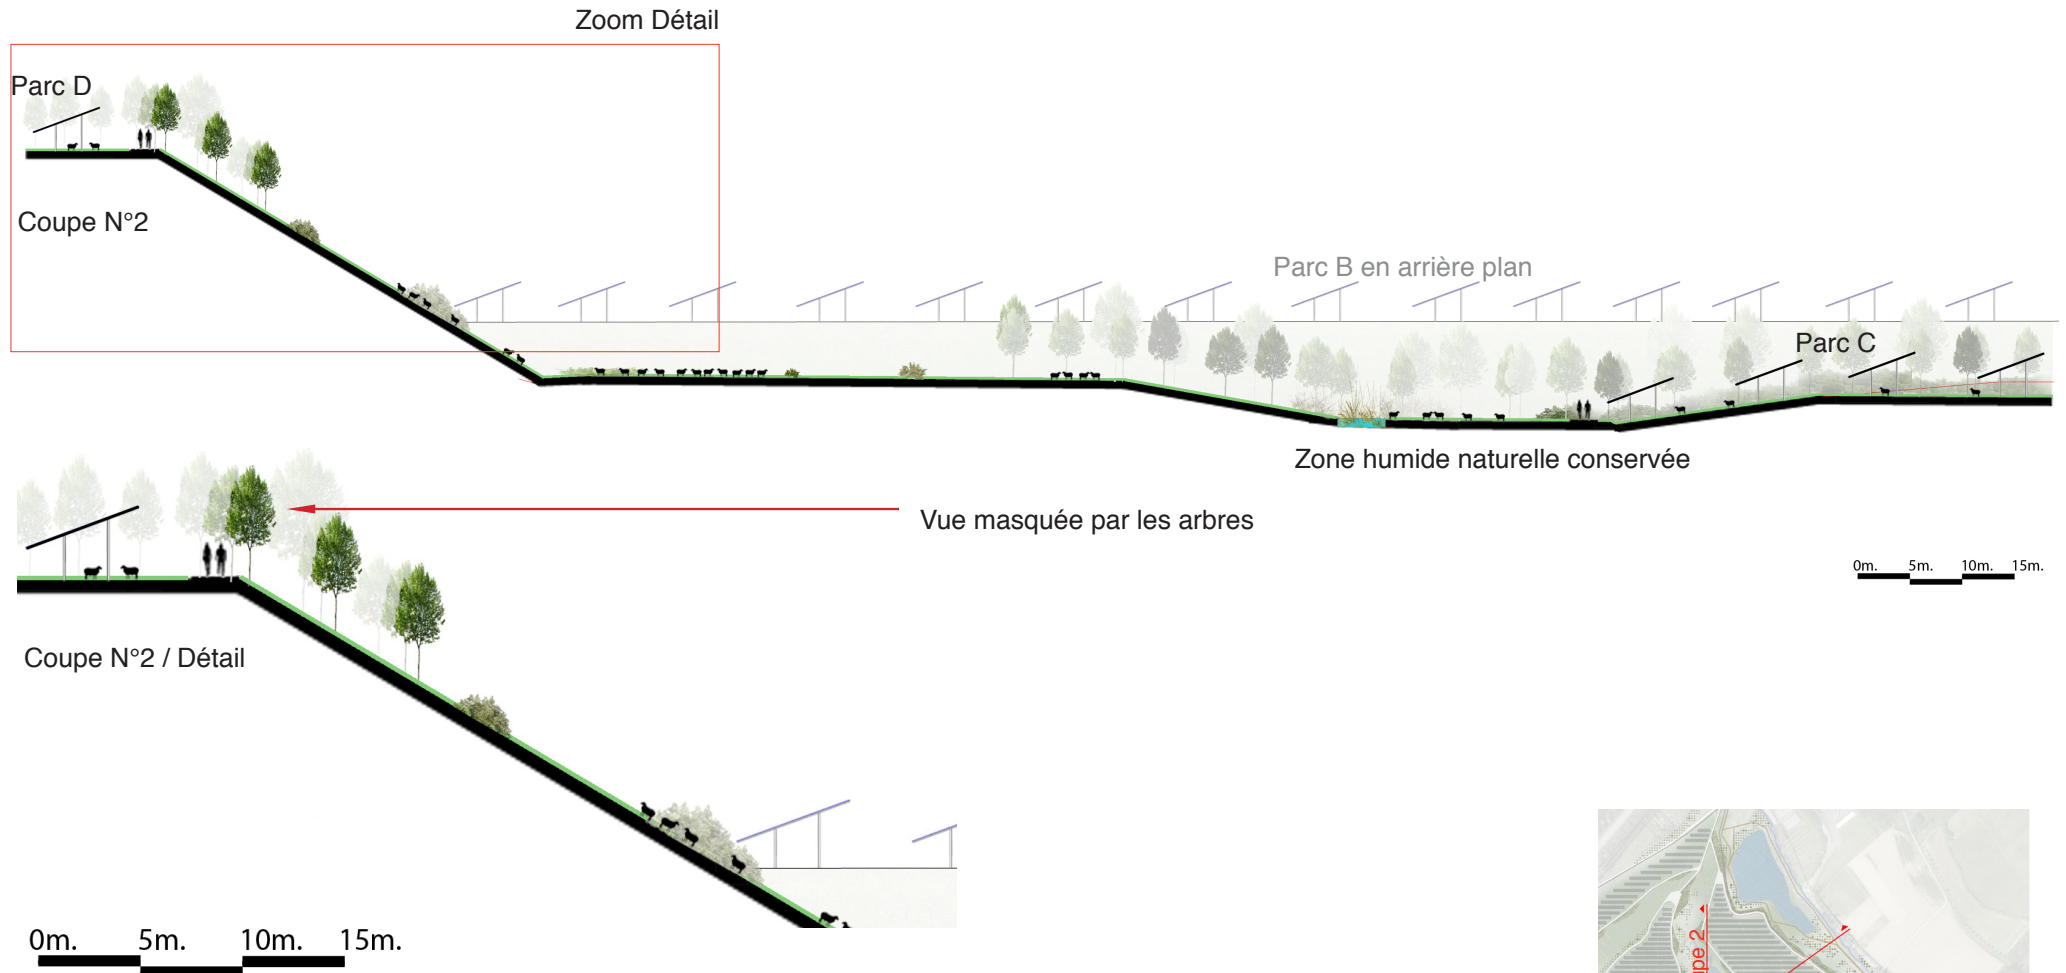 Zoom Détail
Parc D
Coupe N°2
Parc B en arrière plan
Parc C
Zone humide naturelle conservée
Vue masquée par les arbres
0m. 5m. 10m. 15m.
Coupe N°2 / Détail
0m. 5m. 10m. 15m.